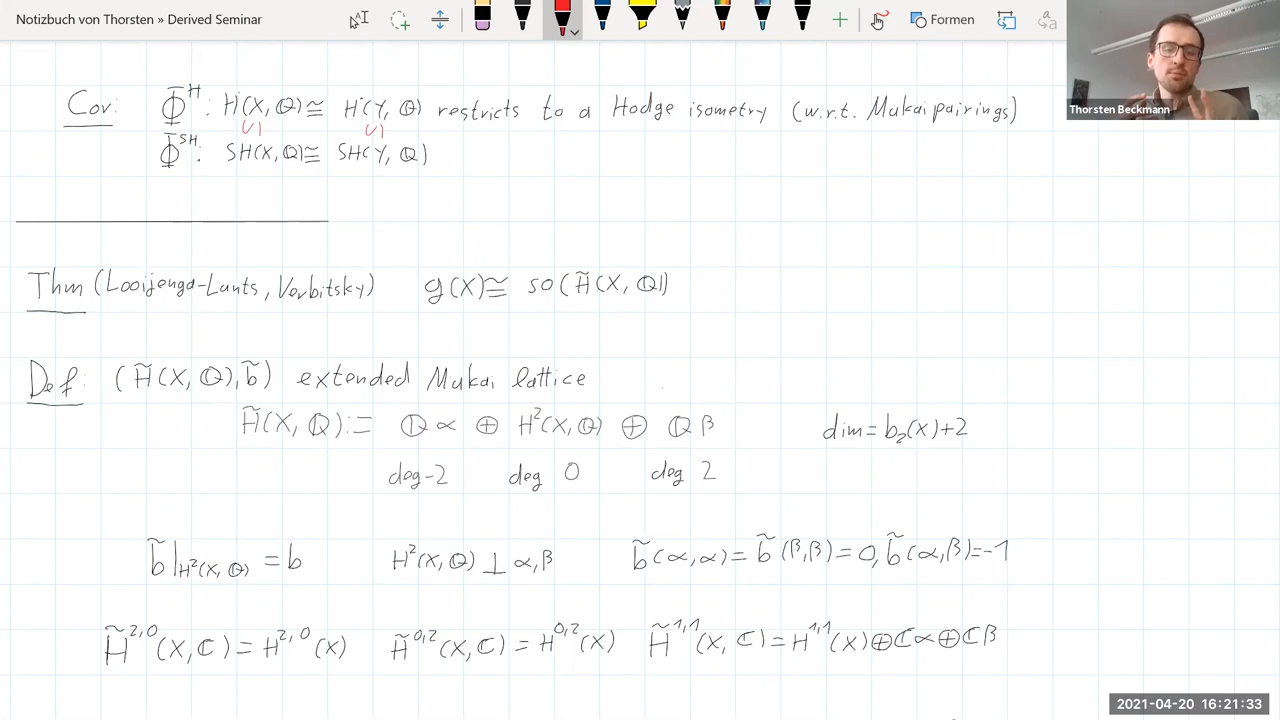 Notizbuch von Thorsten » Derived Seminar
Formen
Thorsten Beckmann
Cor: Φ^H: H(X, ℚ) ≅ H(Y, ℚ) restricts to a Hodge isometry (w.r.t. Mukai pairings)
∪ ∪
Φ^SH: SH(X, ℚ) ≅ SH(Y, ℚ)
Thm (Looijenga-Lunts, Verbitsky) g(X) ≅ so(H̃(X, ℚ))
Def: (H̃(X, ℚ), b̃) extended Mukai lattice
H̃(X, ℚ) := ℚα ⊕ H²(X, ℚ) ⊕ ℚβ dim = b₂(X)+2
deg -2 deg 0 deg 2
b̃|H²(X, ℚ) = b H²(X, ℚ) ⊥ α, β b̃(α, α) = b̃(β, β) = 0, b̃(α, β) = -1
H̃^2,0(X, ℂ) = H^2,0(X) H̃^0,2(X, ℂ) = H^0,2(X) H̃^1,1(X, ℂ) = H^1,1(X) ⊕ ℂα ⊕ ℂβ
2021-04-20 16:21:33